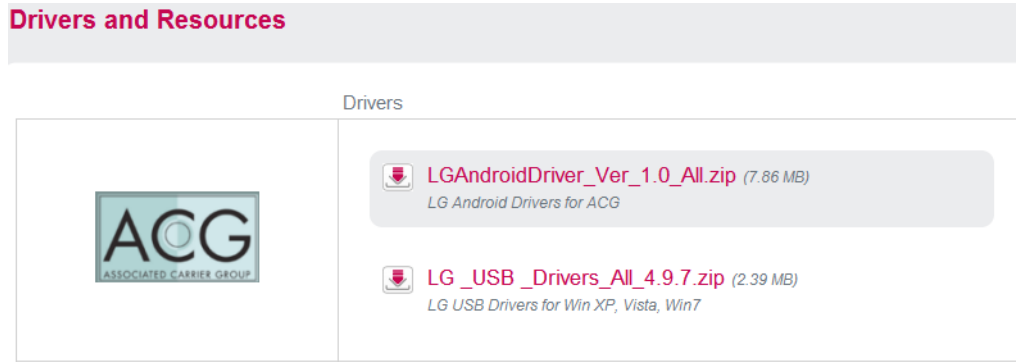 Drivers and Resources
Drivers
ACG
ASSOCIATED CARRIER GROUP
LGAndroidDriver_Ver_1.0_All.zip (7.86 MB)
LG Android Drivers for ACG
LG _USB _Drivers_All_4.9.7.zip (2.39 MB)
LG USB Drivers for Win XP, Vista, Win7